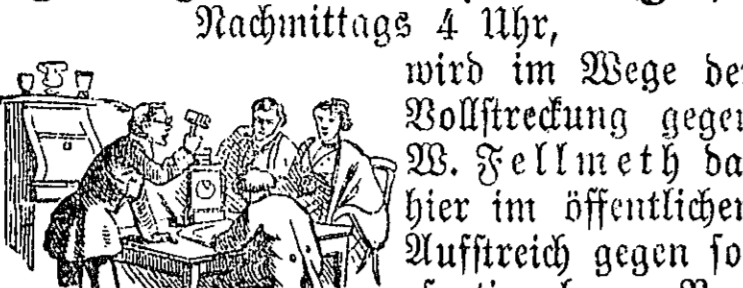 Nachmittags 4 Uhr,
wird im Wege der
Vollſtreckung gegen
W. Fellmeth da
hier im öffentlichen
Aufſtreich gegen ſo